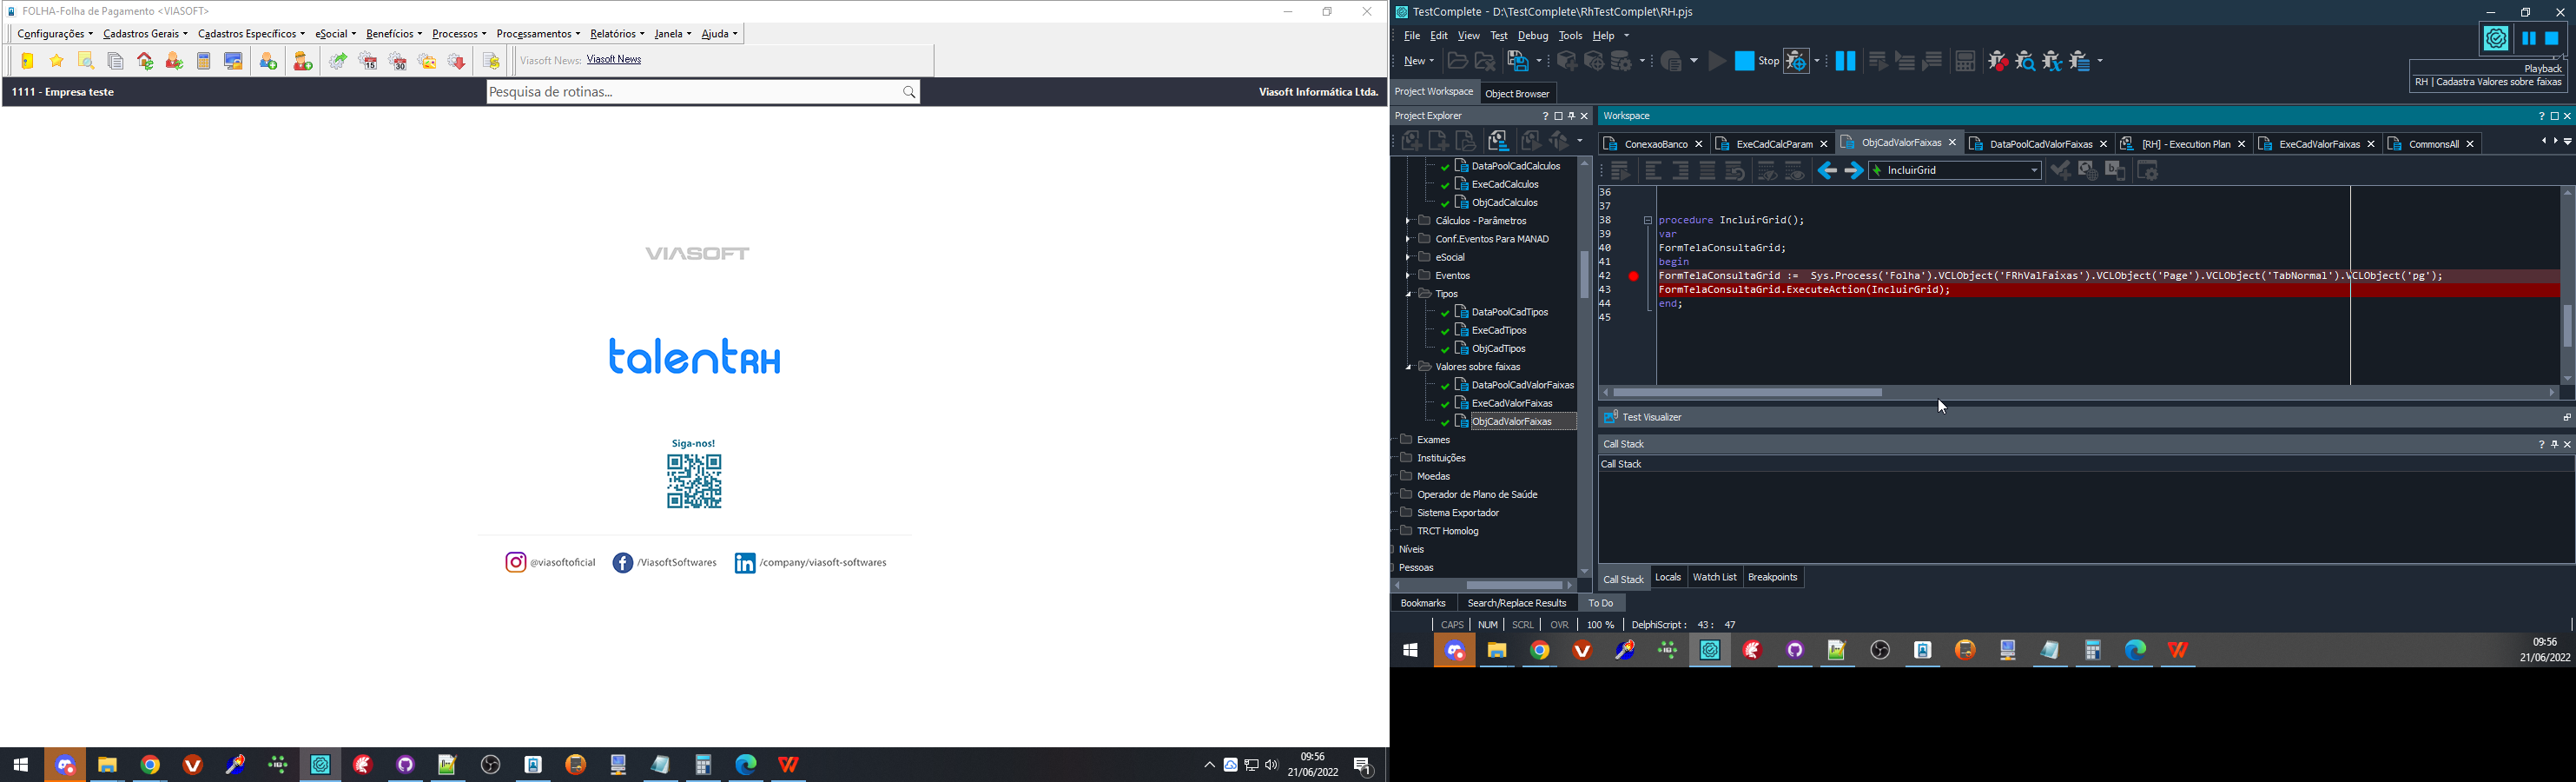 FOLHA-Folha de Pagamento <VIASOFT>
Configurações Cadastros Gerais Cadastros Específicos eSocial Benefícios Processos Processamentos Relatórios Janela Ajuda
15 30 Viasoft News: Viasoft News
1111 - Empresa teste Pesquisa de rotinas... Viasoft Informática Ltda.
VIASOFT
talentRH
Siga-nos!
@viasoftoficial /ViasoftSoftwares /company/viasoft-softwares
09:56
21/06/2022
TestComplete - D:\TestComplete\RhTestComplet\RH.pjs
File Edit View Test Tools Debug Help
New Stop
Playback
RH | Cadastra Valores sobre faixas
Project Workspace Object Browser
Project Explorer
DataPoolCadCalculos
ExeCadCalculos
ObjCadCalculos
Cálculos - Parâmetros
Conf.Eventos Para MANAD
eSocial
Eventos
Tipos
DataPoolCadTipos
ExeCadTipos
ObjCadTipos
Valores sobre faixas
DataPoolCadValorFaixas
ExeCadValorFaixas
ObjCadValorFaixas
Exames
Instituições
Moedas
Operador de Plano de Saúde
Sistema Exportador
TRCT Homolog
Níveis
Pessoas
Workspace
ConexaoBanco ExeCadCalcParam ObjCadValorFaixas DataPoolCadValorFaixas [RH] - Execution Plan ExeCadValorFaixas CommonsAll
IncluirGrid
36
37
38 procedure IncluirGrid();
39 var
40 FormTelaConsultaGrid;
41 begin
42 FormTelaConsultaGrid := Sys.Process('Folha').VCLObject('FRhValFaixas').VCLObject('Page').VCLObject('TabNormal').VCLObject('pg');
43 FormTelaConsultaGrid.ExecuteAction(IncluirGrid);
44 end;
45
Test Visualizer
Call Stack
Call Stack
Call Stack Locals Watch List Breakpoints
Bookmarks Search/Replace Results To Do
CAPS NUM SCRL OVR 100 % DelphiScript : 43 : 47
09:56
21/06/2022